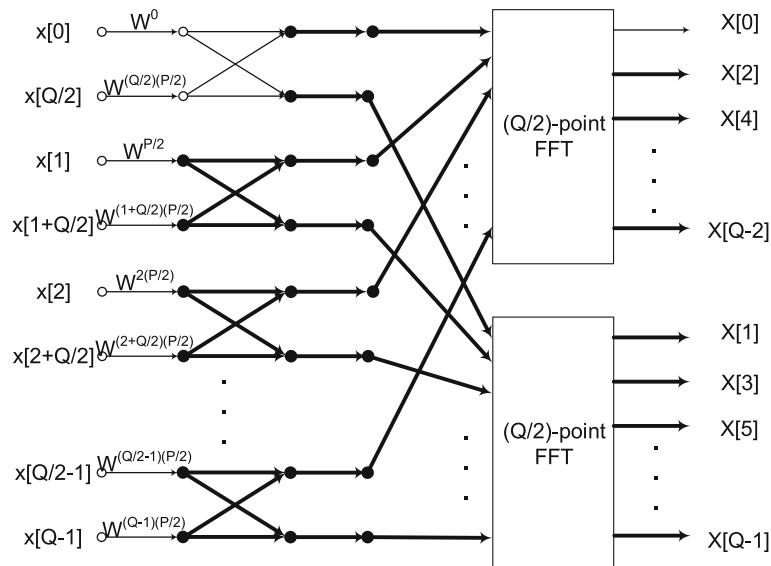 x[0] W^0 X[0]
x[Q/2] W^(Q/2)(P/2) X[2]
X[4]
(Q/2)-point
FFT
x[1] W^P/2
x[1+Q/2] W^(1+Q/2)(P/2) X[Q-2]
x[2] W^2(P/2)
x[2+Q/2] W^(2+Q/2)(P/2) X[1]
X[3]
X[5]
(Q/2)-point
FFT
x[Q/2-1] W^(Q/2-1)(P/2)
x[Q-1] W^(Q-1)(P/2) X[Q-1]